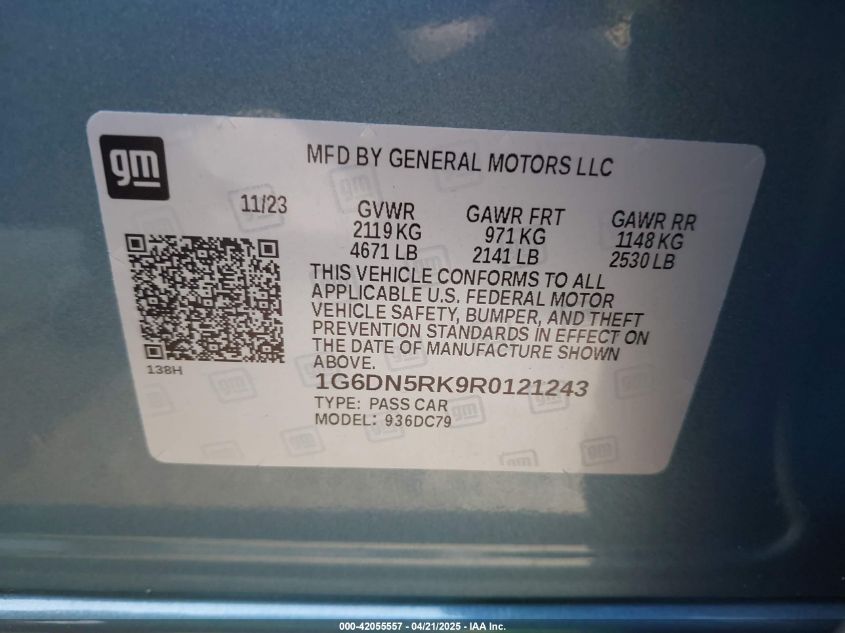 gm
MFD BY GENERAL MOTORS LLC
11/23
GVWR
2119 KG
4671 LB
GAWR FRT
971 KG
2141 LB
GAWR RR
1148 KG
2530 LB
THIS VEHICLE CONFORMS TO ALL
APPLICABLE U.S. FEDERAL MOTOR
VEHICLE SAFETY, BUMPER, AND THEFT
PREVENTION STANDARDS IN EFFECT ON
THE DATE OF MANUFACTURE SHOWN
ABOVE.
138H
1G6DN5RK9R0121243
TYPE: PASS CAR
MODEL: 936DC79
000-42055557 - 04/21/2025 - IAA Inc.